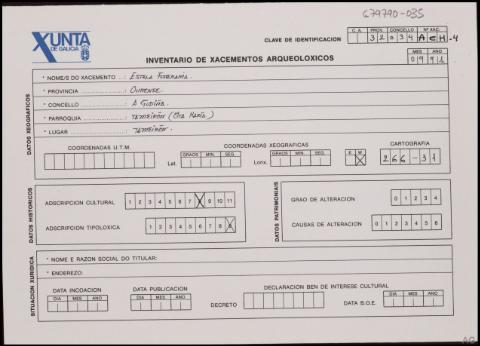 679790-035
XUNTA
DE GALICIA
C.A. PROV. CONCELLO Nº XAC.
CLAVE DE IDENTIFICACION 32 034 ACH-4
INVENTARIO DE XACEMENTOS ARQUEOLOXICOS
MES ANO
09 91
DATOS XEOGRAFICOS
* NOME/S DO XACEMENTO: Estela Funeraria
* PROVINCIA: Ourense
* CONCELLO: A Gudiña
* PARROQUIA: Tameirón (Sta María)
* LUGAR: Tameirón
COORDENADAS U.T.M.
COORDENADAS XEOGRAFICAS
CARTOGRAFIA
Lat. GRAOS MIN. SEG. Lonx. GRAOS MIN. SEG. E W 266-31
DATOS HISTORICOS
ADSCRIPCION CULTURAL 1 2 3 4 5 6 7 8 9 10 11
ADSCRIPCION TIPOLOXICA 1 2 3 4 5 6 7 8 9
DATOS PATRIMONIAIS
GRAO DE ALTERACION 0 1 2 3 4
CAUSAS DE ALTERACION 0 1 2 3 4 5 6
SITUACION XURIDICA
* NOME E RAZON SOCIAL DO TITULAR:
* ENDEREZO:
DATA INCOACION
DIA MES ANO
DATA PUBLICACION
DIA MES ANO
DECLARACION BEN DE INTERESE CULTURAL
DECRETO
DATA B.O.E. DIA MES ANO